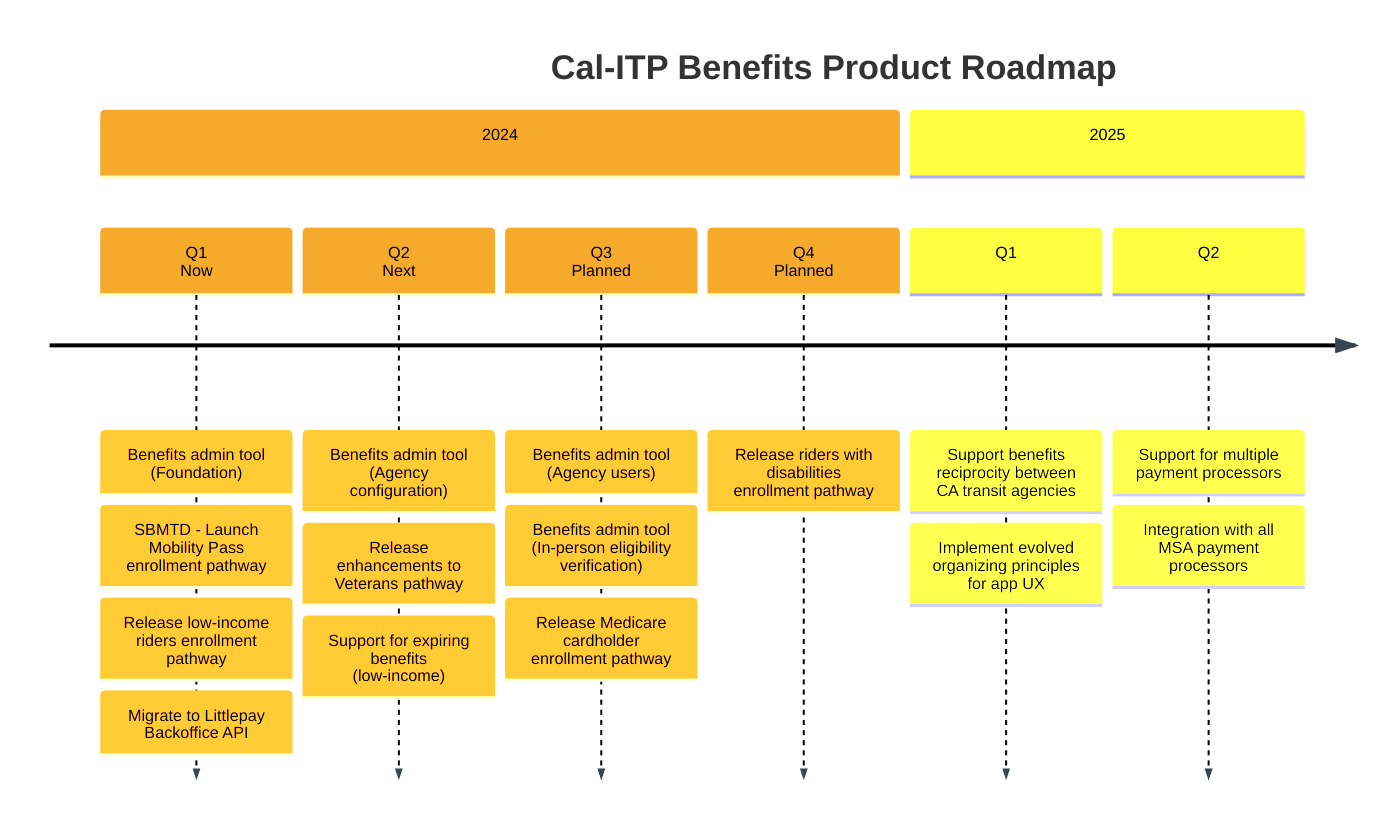 Cal-ITP Benefits Product Roadmap
2024
2025
Q1
Now
Q2
Next
Q3
Planned
Q4
Planned
Q1
Q2
Benefits admin tool
(Foundation)
SBMTD - Launch
Mobility Pass
enrollment pathway
Release low-income
riders enrollment
pathway
Migrate to Littlepay
Backoffice API
Benefits admin tool
(Agency
configuration)
Release
enhancements to
Veterans pathway
Support for expiring
benefits
(low-income)
Benefits admin tool
(Agency users)
Benefits admin tool
(In-person eligibility
verification)
Release Medicare
cardholder
enrollment pathway
Release riders with
disabilities
enrollment pathway
Support benefits
reciprocity between
CA transit agencies
Implement evolved
organizing principles
for app UX
Support for multiple
payment processors
Integration with all
MSA payment
processors